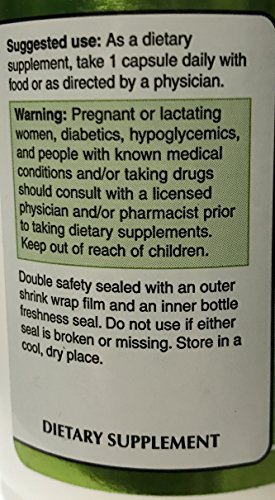 Suggested use: As a dietary
supplement, take 1 capsule daily with
food or as directed by a physician.
Warning: Pregnant or lactating
women, diabetics, hypoglycemics,
and people with known medical
conditions and/or taking drugs
should consult with a licensed
physician and/or pharmacist prior
to taking dietary supplements.
Keep out of reach of children.
Double safety sealed with an outer
shrink wrap film and an inner bottle
freshness seal. Do not use if either
seal is broken or missing. Store in a
cool, dry place.
DIETARY SUPPLEMENT